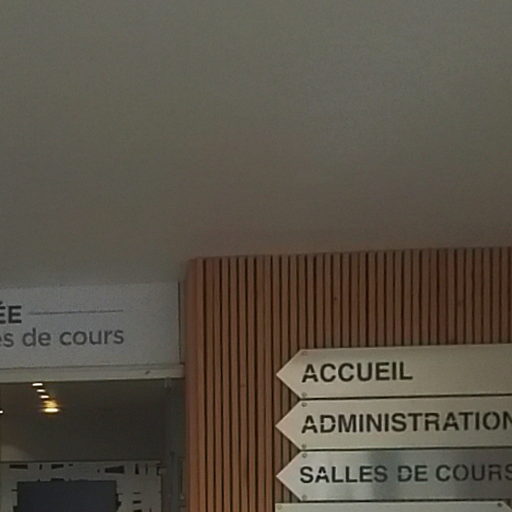 ÉE
es de cours
ACCUEIL
ADMINISTRATION
SALLES DE COURS